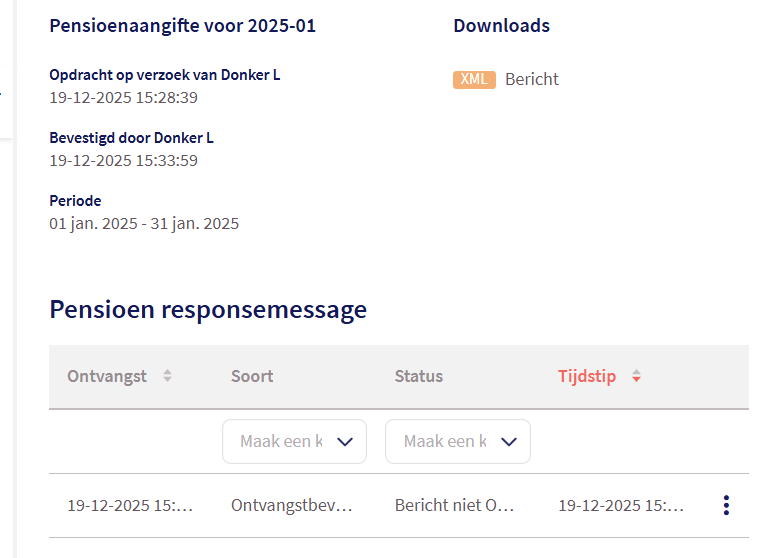 Pensioenaangifte voor 2025-01
Downloads
Opdracht op verzoek van Donker L
19-12-2025 15:28:39
XML Bericht
Bevestigd door Donker L
19-12-2025 15:33:59
Periode
01 jan. 2025 - 31 jan. 2025
Pensioen responsemessage
Ontvangst Soort Status Tijdstip
Maak een k Maak een k
19-12-2025 15:... Ontvangstbev... Bericht niet O... 19-12-2025 15:...